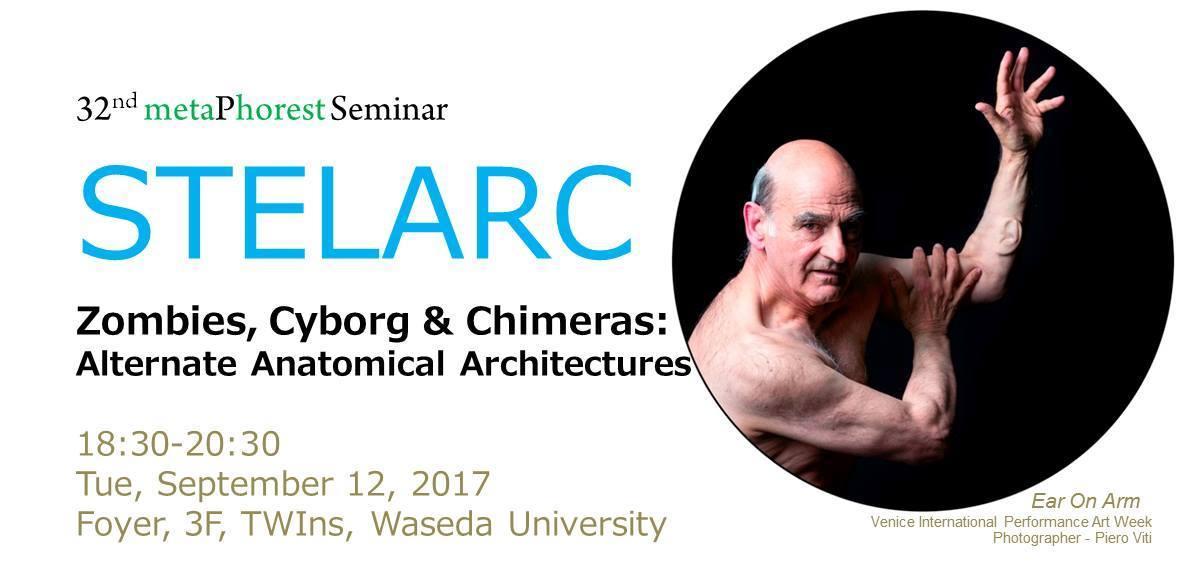 32nd metaPhorest Seminar
STELARC
Zombies, Cyborg & Chimeras:
Alternate Anatomical Architectures
18:30-20:30
Tue, September 12, 2017
Foyer, 3F, TWIns, Waseda University
Ear On Arm
Venice International Performance Art Week
Photographer - Piero Viti